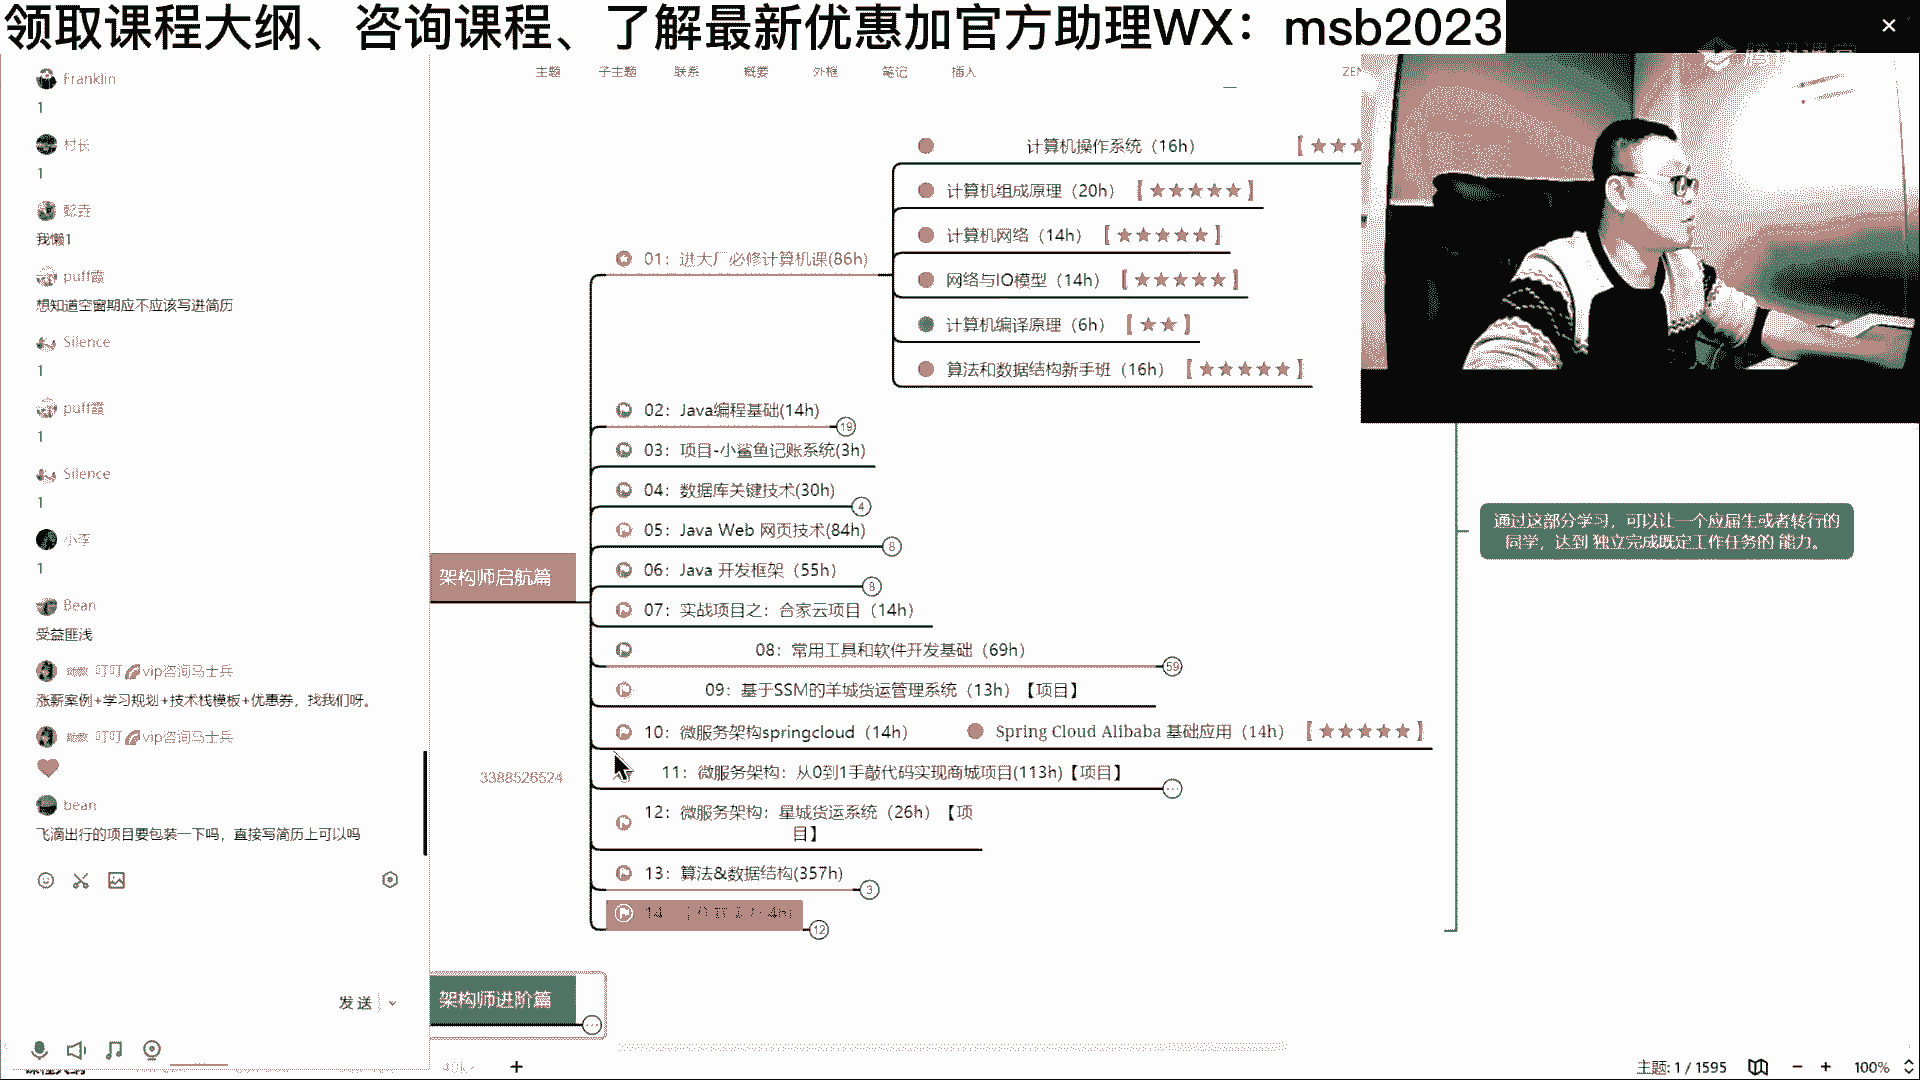 领取课程大纲、咨询课程、了解最新优惠加官方助理WX：msb2023
腾讯课堂
主题 子主题 联系 概要 外框 笔记 插入
Franklin
1
村长
1
我懒1
puff霞
想知道空窗期应不应该写进简历
Silence
1
puff霞
1
Silence
1
小李
1
Bean
受益匪浅
叮叮🌈vip咨询马士兵
涨薪案例+学习规划+技术栈模板+优惠券，找我们呀。
叮叮🌈vip咨询马士兵
bean
飞滴出行的项目要包装一下吗，直接写简历上可以吗
发送
架构师启航篇
3388526524
架构师进阶篇
01：进大厂必修计算机课(86h)
计算机操作系统（16h） 【★★★
计算机组成原理（20h）【★★★★★】
计算机网络（14h）【★★★★★】
网络与IO模型（14h）【★★★★★】
计算机编译原理（6h）【★★】
算法和数据结构新手班（16h）【★★★★★】
02：Java编程基础(14h)
19
03：项目-小鲨鱼记账系统(3h)
04：数据库关键技术(30h)
4
05：Java Web 网页技术(84h)
8
06：Java 开发框架（55h）
8
07：实战项目之：合家云项目（14h）
08：常用工具和软件开发基础（69h）
59
09：基于SSM的羊城货运管理系统（13h）【项目】
10：微服务架构springcloud（14h） Spring Cloud Alibaba 基础应用（14h）【★★★★★】
11：微服务架构：从0到1手敲代码实现商城项目(113h)【项目】
12：微服务架构：星城货运系统（26h）【项
目】
13：算法&数据结构(357h)
3
14
12
通过这部分学习，可以让一个应届生或者转行的
同学，达到 独立完成既定工作任务的 能力。
课程大纲
主题: 1 / 1595
100%